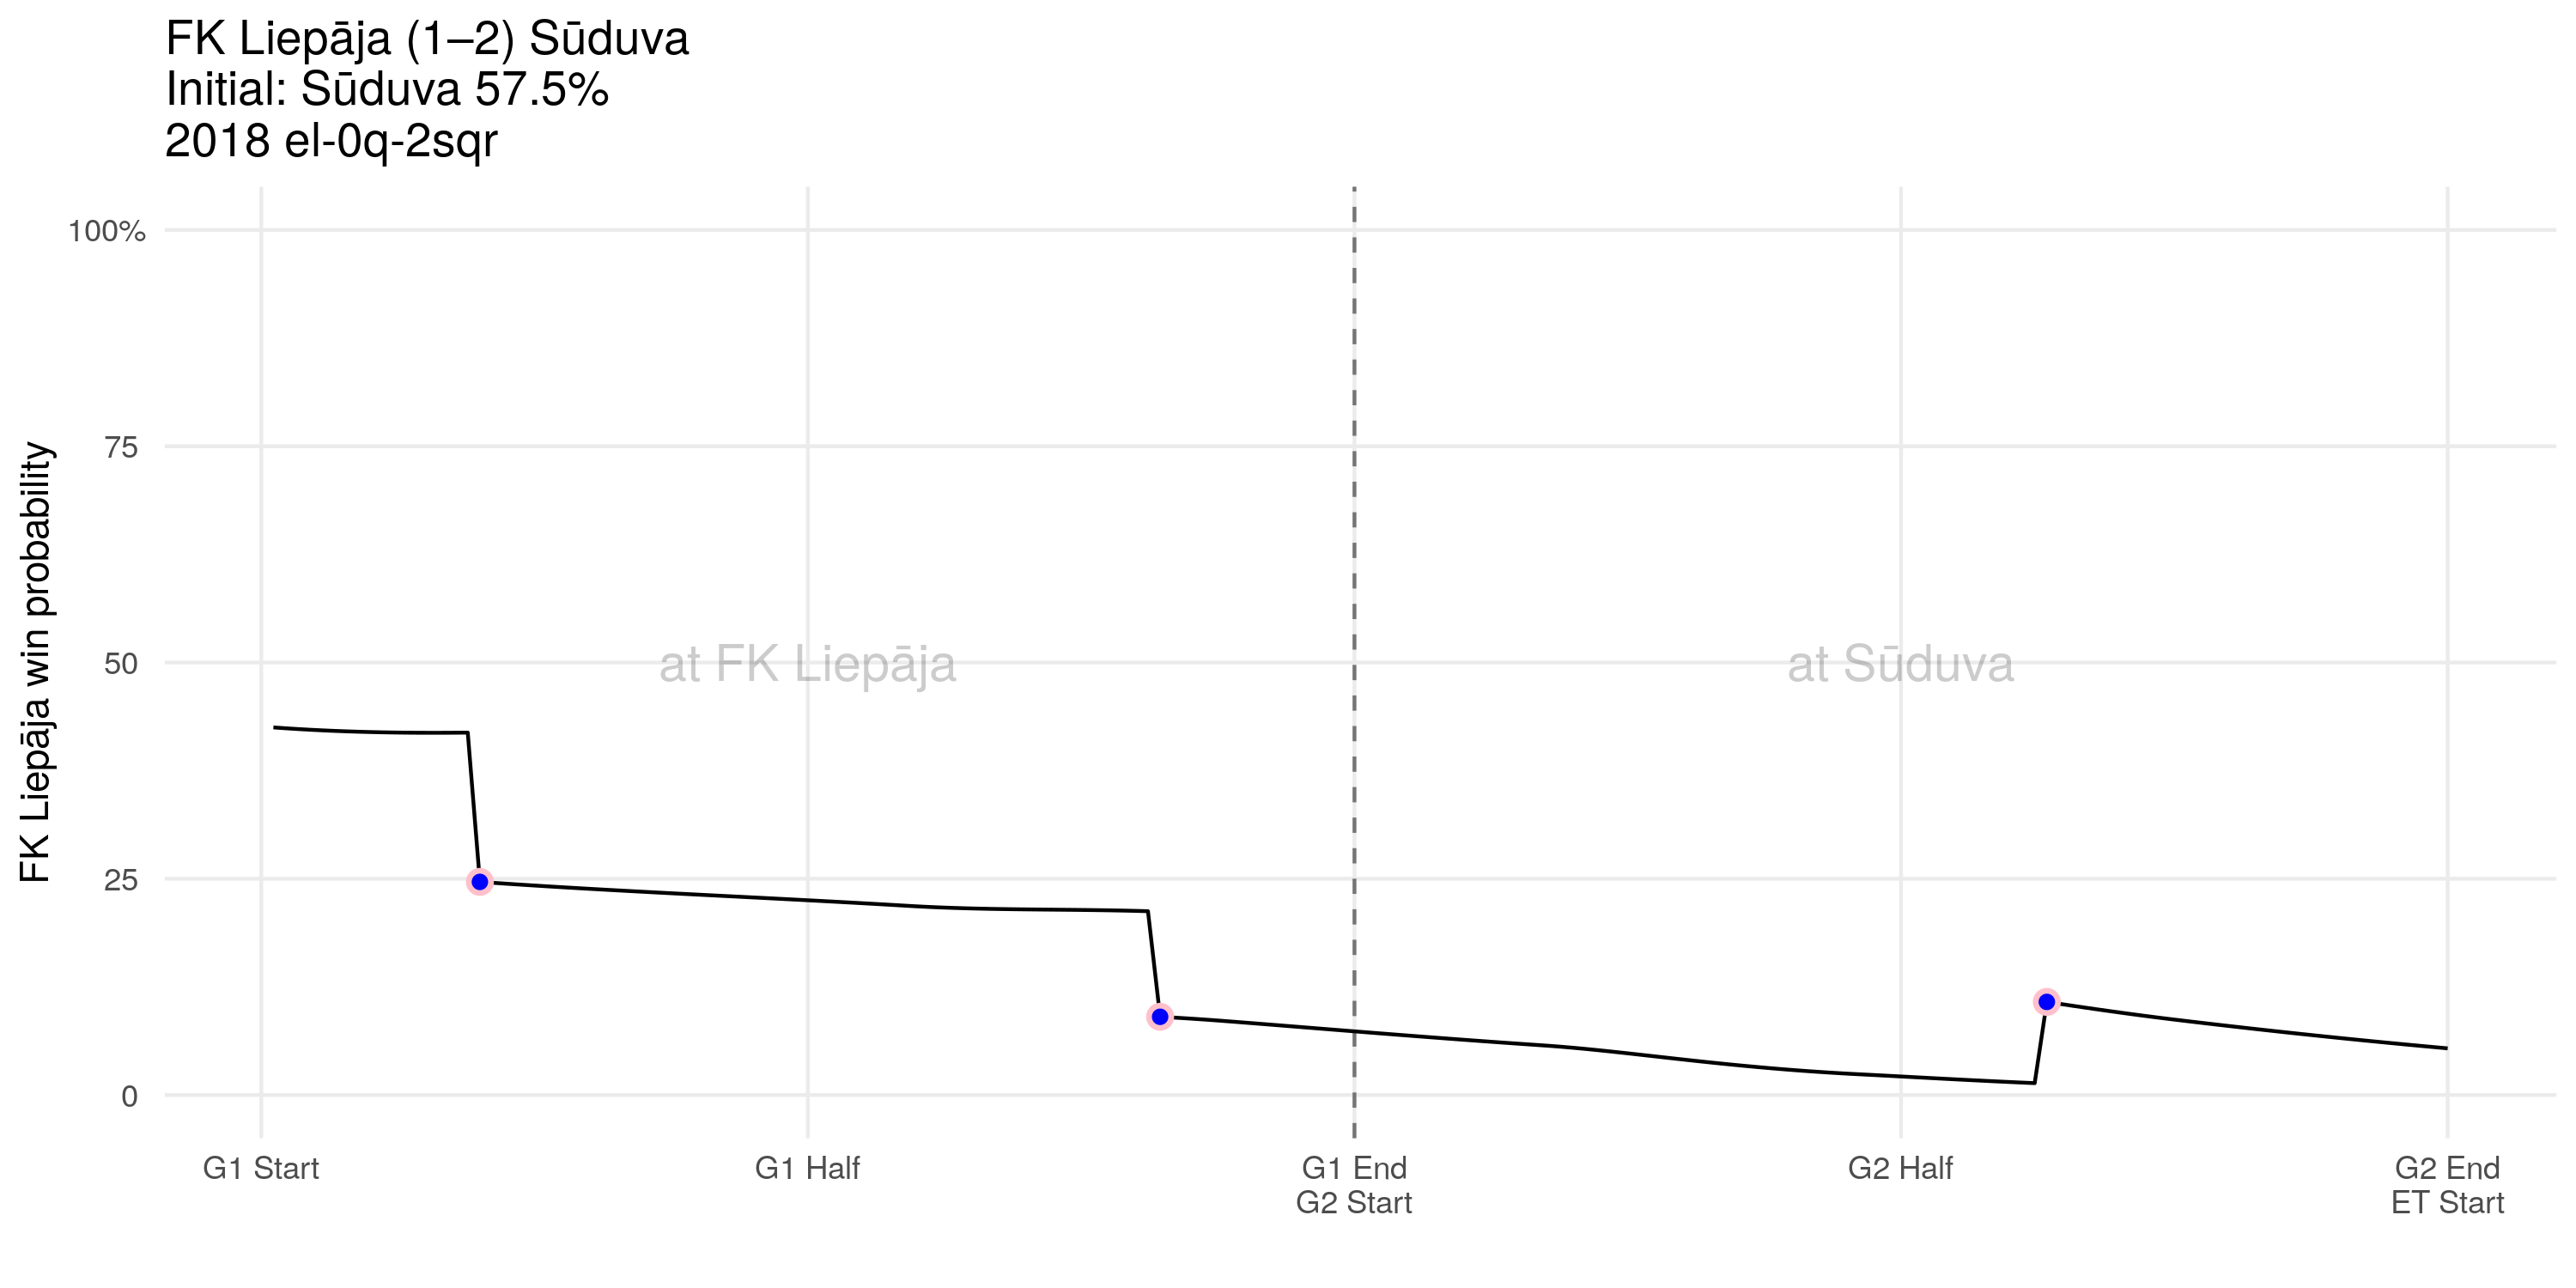 FK Liepāja (1–2) Sūduva
Initial: Sūduva 57.5%
2018 el-0q-2sqr
FK Liepāja win probability
100%
75
50
25
0
at FK Liepāja
at Sūduva
G1 Start
G1 Half
G1 End
G2 Start
G2 Half
G2 End
ET Start